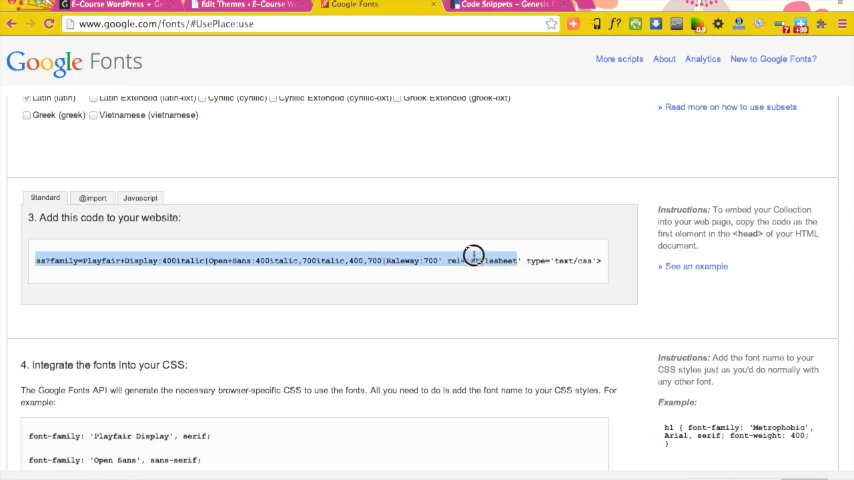 E-Course WordPress + Ge
Edit Themes ‹ E-Course W
Google Fonts
Code Snippets - Genesis F
www.google.com/fonts/#UsePlace:use
Google Fonts
More scripts About Analytics New to Google Fonts?
Latin (latin) Latin Extended (latin-ext) Cyrillic (cyrillic) Cyrillic Extended (cyrillic-ext) Greek Extended (greek-ext)
Greek (greek) Vietnamese (vietnamese)
» Read more on how to use subsets
Standard @import Javascript
3. Add this code to your website:
ss?family=Playfair+Display:400italic|Open+Sans:400italic,700italic,400,700|Raleway:700' rel='stylesheet' type='text/css'>
Instructions: To embed your Collection
into your web page, copy the code as the
first element in the <head> of your HTML
document.
» See an example
4. Integrate the fonts into your CSS:
The Google Fonts API will generate the necessary browser-specific CSS to use the fonts. All you need to do is add the font name to your CSS styles. For
example:
font-family: 'Playfair Display', serif;
font-family: 'Open Sans', sans-serif;
Instructions: Add the font name to your
CSS styles just as you'd do normally with
any other font.
Example:
h1 { font-family: 'Metrophobic',
Arial, serif; font-weight: 400;
}